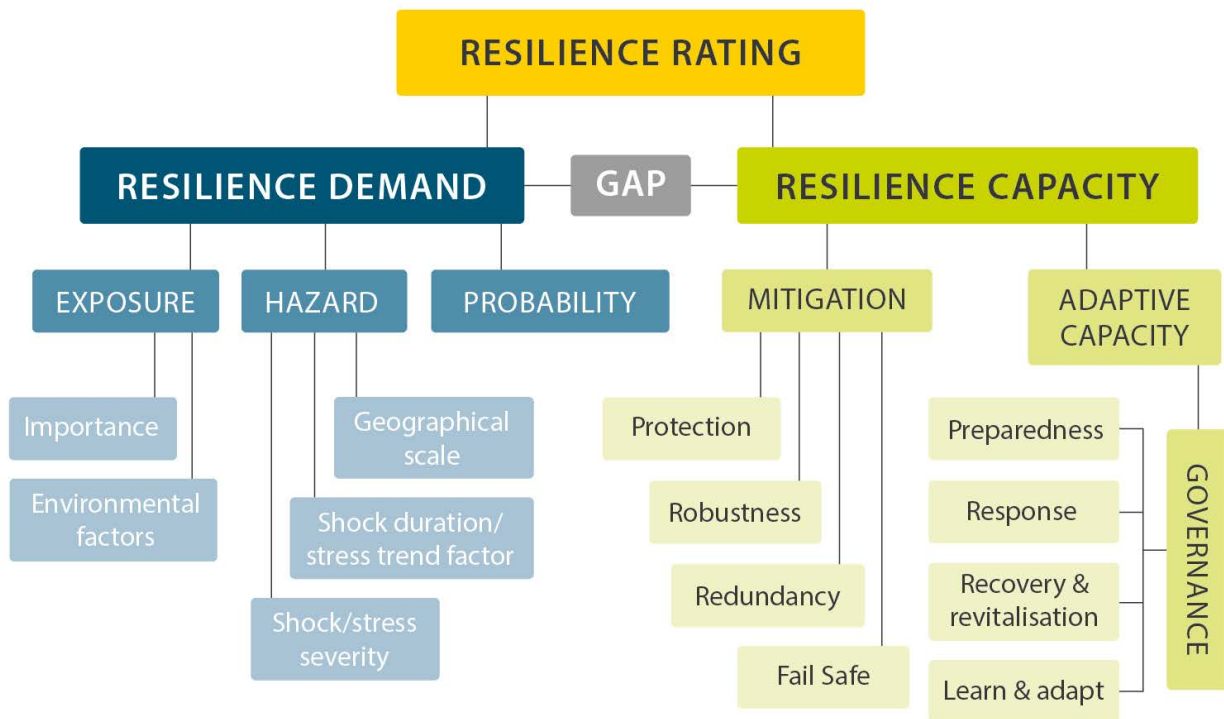 RESILIENCE RATING
RESILIENCE DEMAND
GAP
RESILIENCE CAPACITY
EXPOSURE
HAZARD
PROBABILITY
MITIGATION
ADAPTIVE
CAPACITY
Importance
Environmental
factors
Geographical
scale
Shock duration/
stress trend factor
Shock/stress
severity
Protection
Robustness
Redundancy
Fail Safe
Preparedness
Response
Recovery &
revitalisation
Learn & adapt
GOVERNANCE